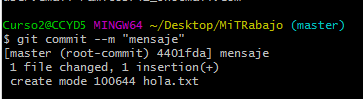 Curso2@CCYD5 MINGW64 ~/Desktop/MiTRabajo (master)
$ git commit --m "mensaje"
[master (root-commit) 4401fda] mensaje
 1 file changed, 1 insertion(+)
 create mode 100644 hola.txt